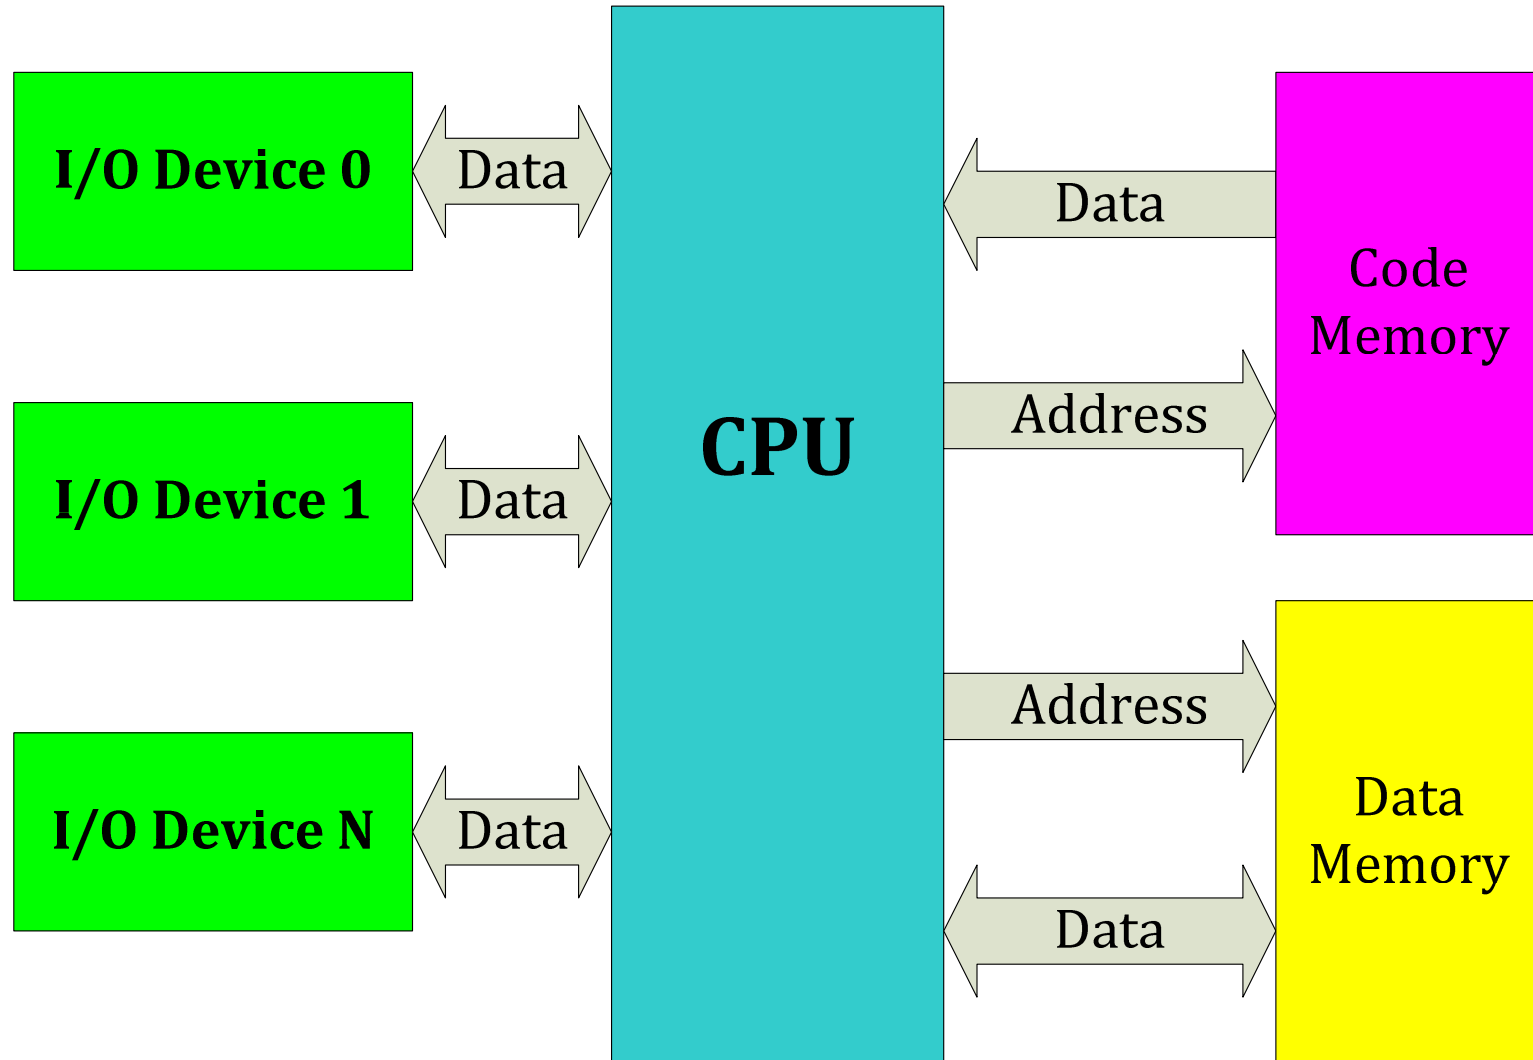 I/O Device 0
Data
I/O Device 1
Data
I/O Device N
Data
CPU
Data
Address
Code
Memory
Address
Data
Data
Memory